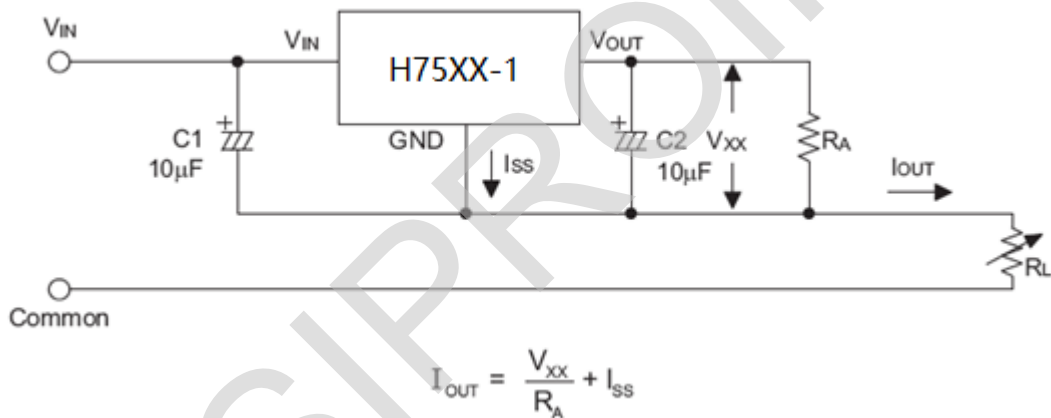 VIN
VIN
H75XX-1
VOUT
C1
10μF
GND
ISS
C2
10μF
VXX
RA
IOUT
RL
Common
IOUT = VXX / RA + ISS